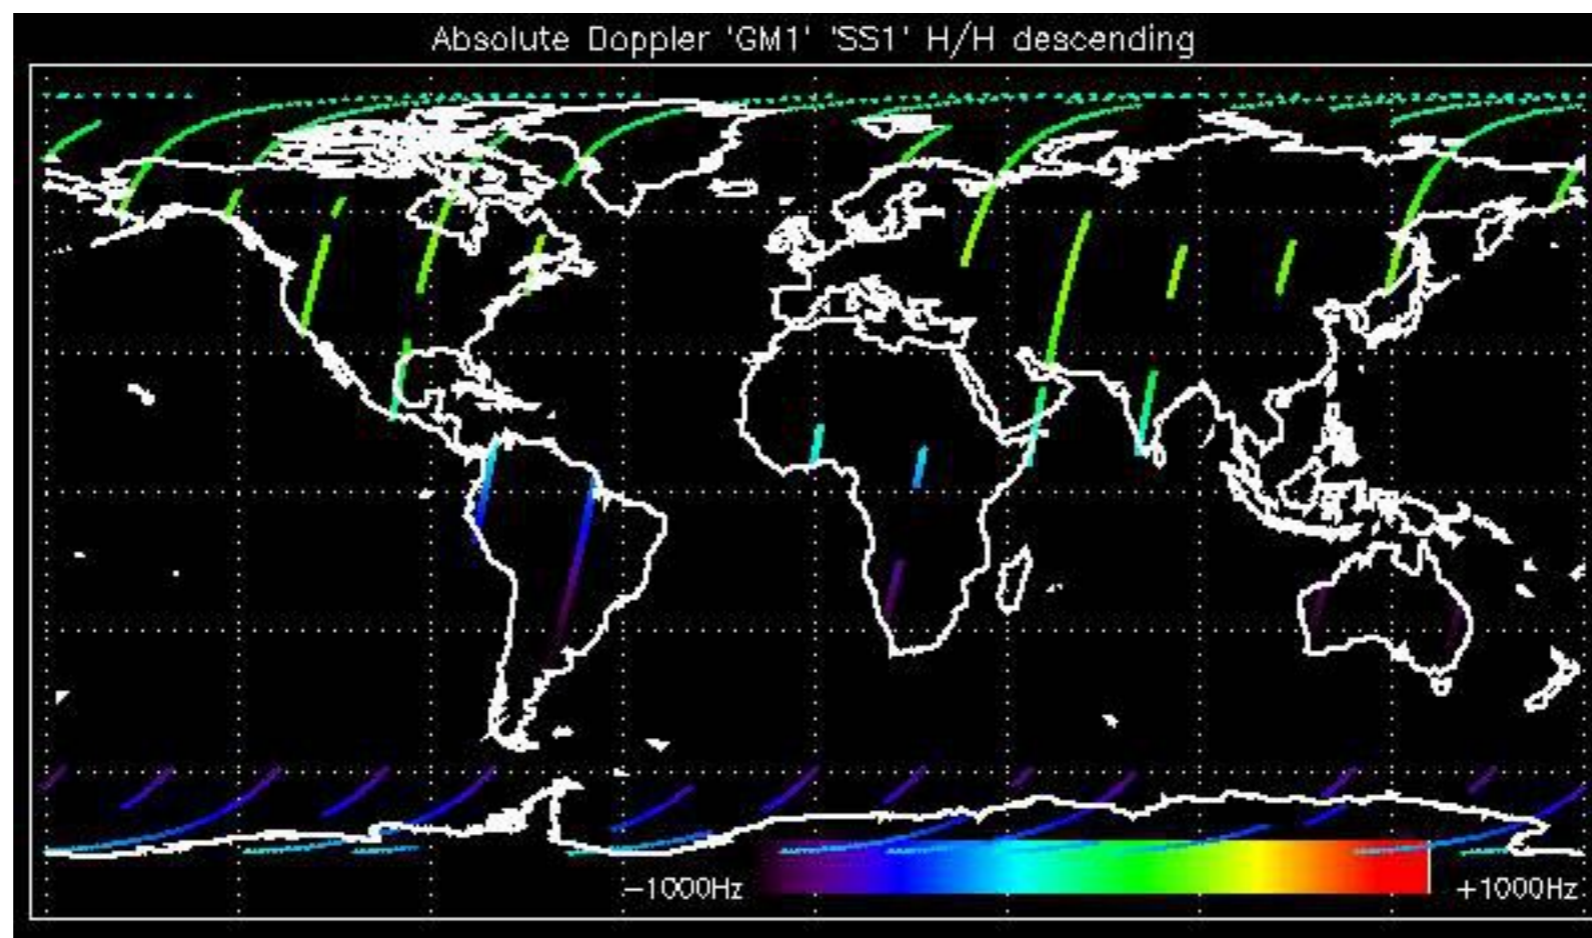 Absolute Doppler 'GM1' 'SS1' H/H descending
−1000Hz
+1000Hz